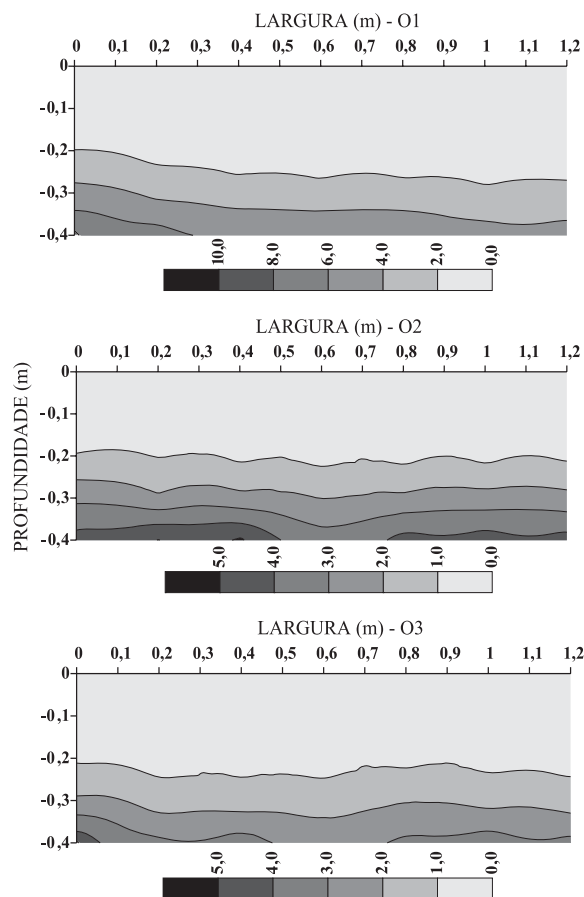 LARGURA (m) - O1
0 0,1 0,2 0,3 0,4 0,5 0,6 0,7 0,8 0,9 1 1,1 1,2
0
-0,1
-0,2
-0,3
-0,4
10,0 8,0 6,0 4,0 2,0 0,0
LARGURA (m) - O2
0 0,1 0,2 0,3 0,4 0,5 0,6 0,7 0,8 0,9 1 1,1 1,2
PROFUNDIDADE (m)
0
-0,1
-0,2
-0,3
-0,4
5,0 4,0 3,0 2,0 1,0 0,0
LARGURA (m) - O3
0 0,1 0,2 0,3 0,4 0,5 0,6 0,7 0,8 0,9 1 1,1 1,2
0
-0,1
-0,2
-0,3
-0,4
5,0 4,0 3,0 2,0 1,0 0,0